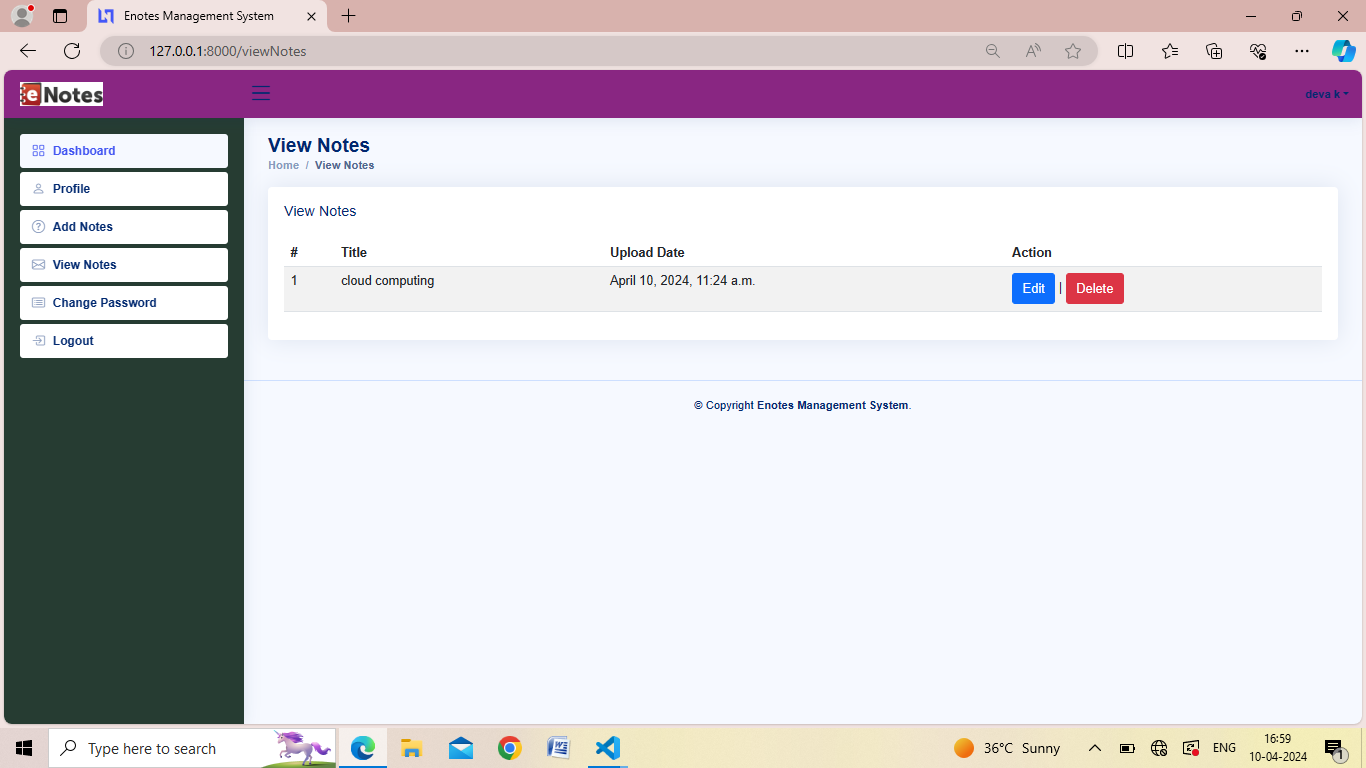 Enotes Management System
127.0.0.1:8000/viewNotes
e Notes
deva k
Dashboard
Profile
Add Notes
View Notes
Change Password
Logout
View Notes
Home / View Notes
View Notes
# Title Upload Date Action
1 cloud computing April 10, 2024, 11:24 a.m. Edit | Delete
© Copyright Enotes Management System.
Type here to search
36°C Sunny
ENG
16:59
10-04-2024
1